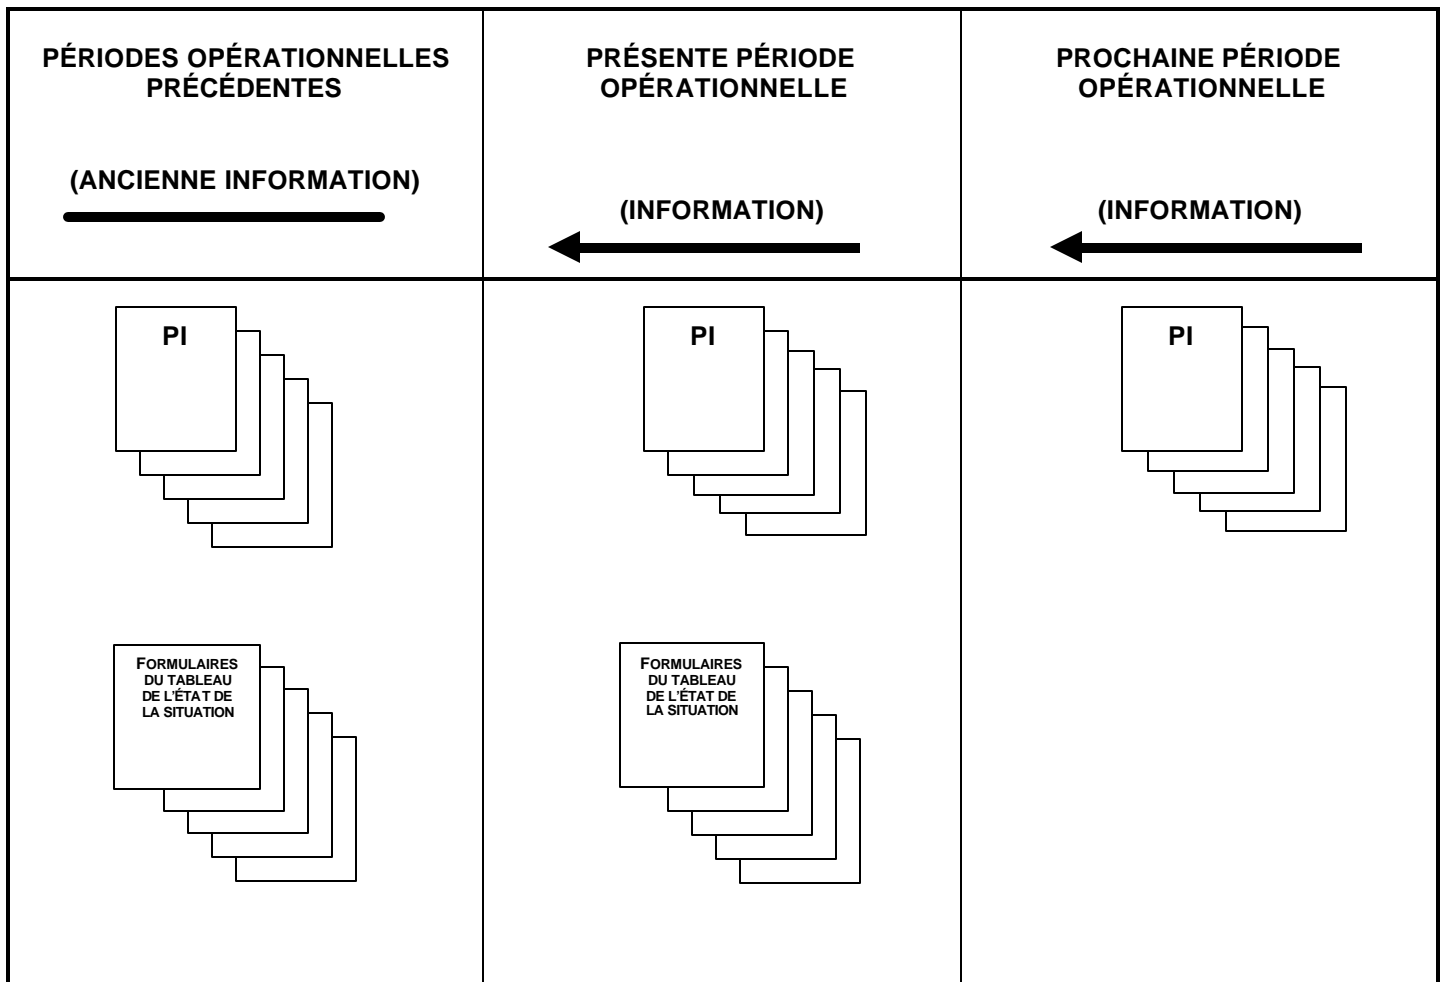 PÉRIODES OPÉRATIONNELLES
PRÉCÉDENTES
(ANCIENNE INFORMATION)
PRÉSENTE PÉRIODE
OPÉRATIONNELLE
(INFORMATION)
PROCHAINE PÉRIODE
OPÉRATIONNELLE
(INFORMATION)
PI
PI
PI
FORMULAIRES
DU TABLEAU
DE L'ÉTAT DE
LA SITUATION
FORMULAIRES
DU TABLEAU
DE L'ÉTAT DE
LA SITUATION